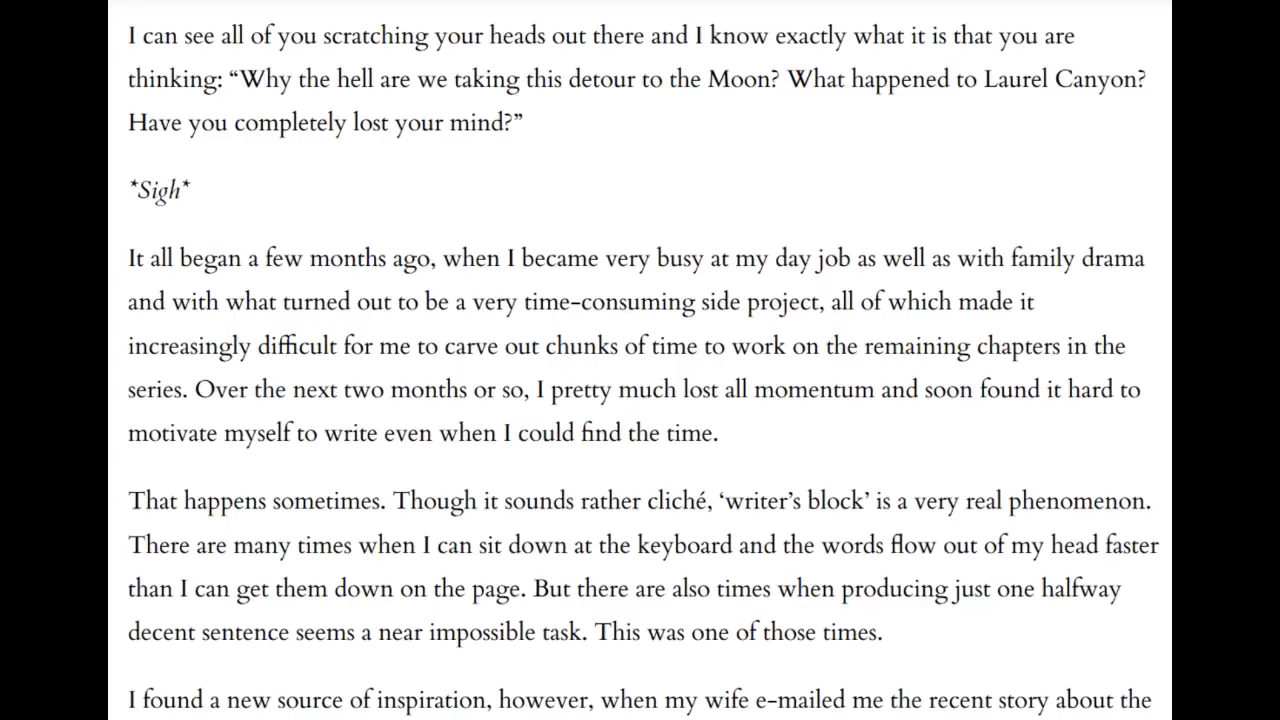 I can see all of you scratching your heads out there and I know exactly what it is that you are
thinking: “Why the hell are we taking this detour to the Moon? What happened to Laurel Canyon?
Have you completely lost your mind?”
*Sigh*
It all began a few months ago, when I became very busy at my day job as well as with family drama
and with what turned out to be a very time-consuming side project, all of which made it
increasingly difficult for me to carve out chunks of time to work on the remaining chapters in the
series. Over the next two months or so, I pretty much lost all momentum and soon found it hard to
motivate myself to write even when I could find the time.
That happens sometimes. Though it sounds rather cliché, ‘writer’s block’ is a very real phenomenon.
There are many times when I can sit down at the keyboard and the words flow out of my head faster
than I can get them down on the page. But there are also times when producing just one halfway
decent sentence seems a near impossible task. This was one of those times.
I found a new source of inspiration, however, when my wife e-mailed me the recent story about the